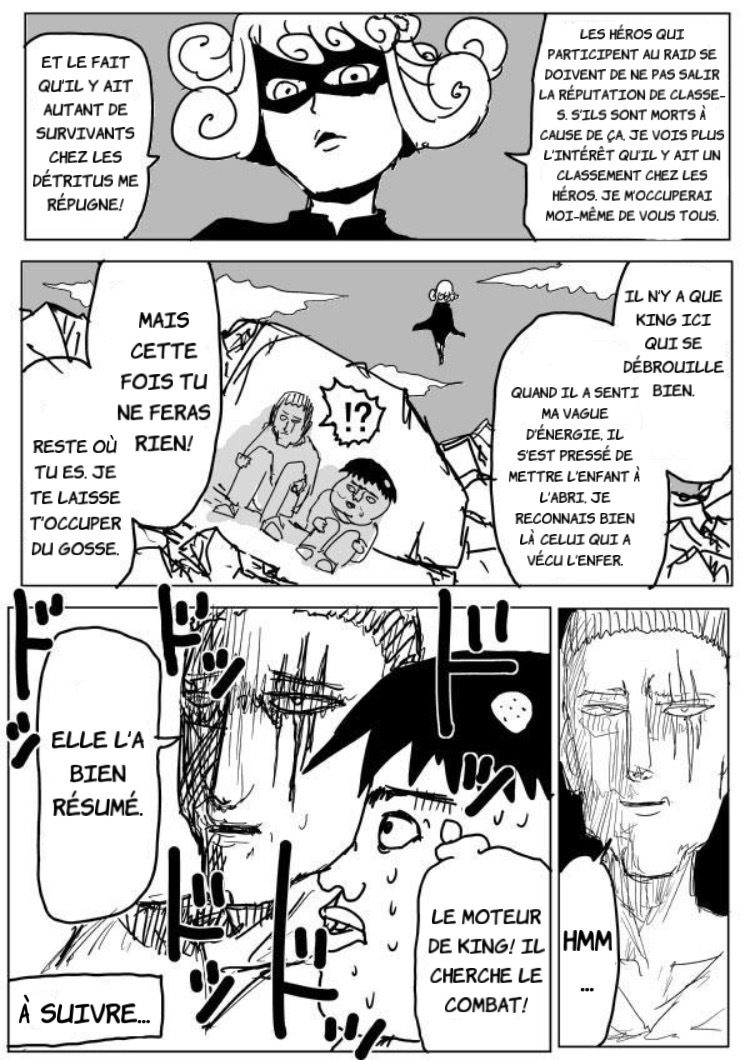 LES HÉROS QUI
PARTICIPENT AU RAID SE
DOIVENT DE NE PAS SALIR
LA RÉPUTATION DE CLASSE-
S. S'ILS SONT MORTS À
CAUSE DE ÇA, JE VOIS PLUS
L'INTÉRÊT QU'IL Y AIT UN
CLASSEMENT CHEZ LES
HÉROS. JE M'OCCUPERAI
MOI-MÊME DE VOUS TOUS.
ET LE FAIT
QU'IL Y AIT
AUTANT DE
SURVIVANTS
CHEZ LES
DÉTRITUS ME
RÉPUGNE!
IL N'Y A QUE
KING ICI
QUI SE
DÉBROUILLE
BIEN.
QUAND IL A SENTI
MA VAGUE
D'ÉNERGIE, IL
S'EST PRESSÉ DE
METTRE L'ENFANT À
L'ABRI. JE
RECONNAIS BIEN
LÀ CELUI QUI A
VÉCU L'ENFER.
!?
MAIS
CETTE
FOIS TU
NE FERAS
RIEN!
RESTE OÙ
TU ES. JE
TE LAISSE
T'OCCUPER
DU GOSSE.
HMM
...
ドッ
ドッ
ドッ
ドッ
ドッ
LE MOTEUR
DE KING! IL
CHERCHE LE
COMBAT!
ELLE L'A
BIEN
RÉSUMÉ.
À SUIVRE...